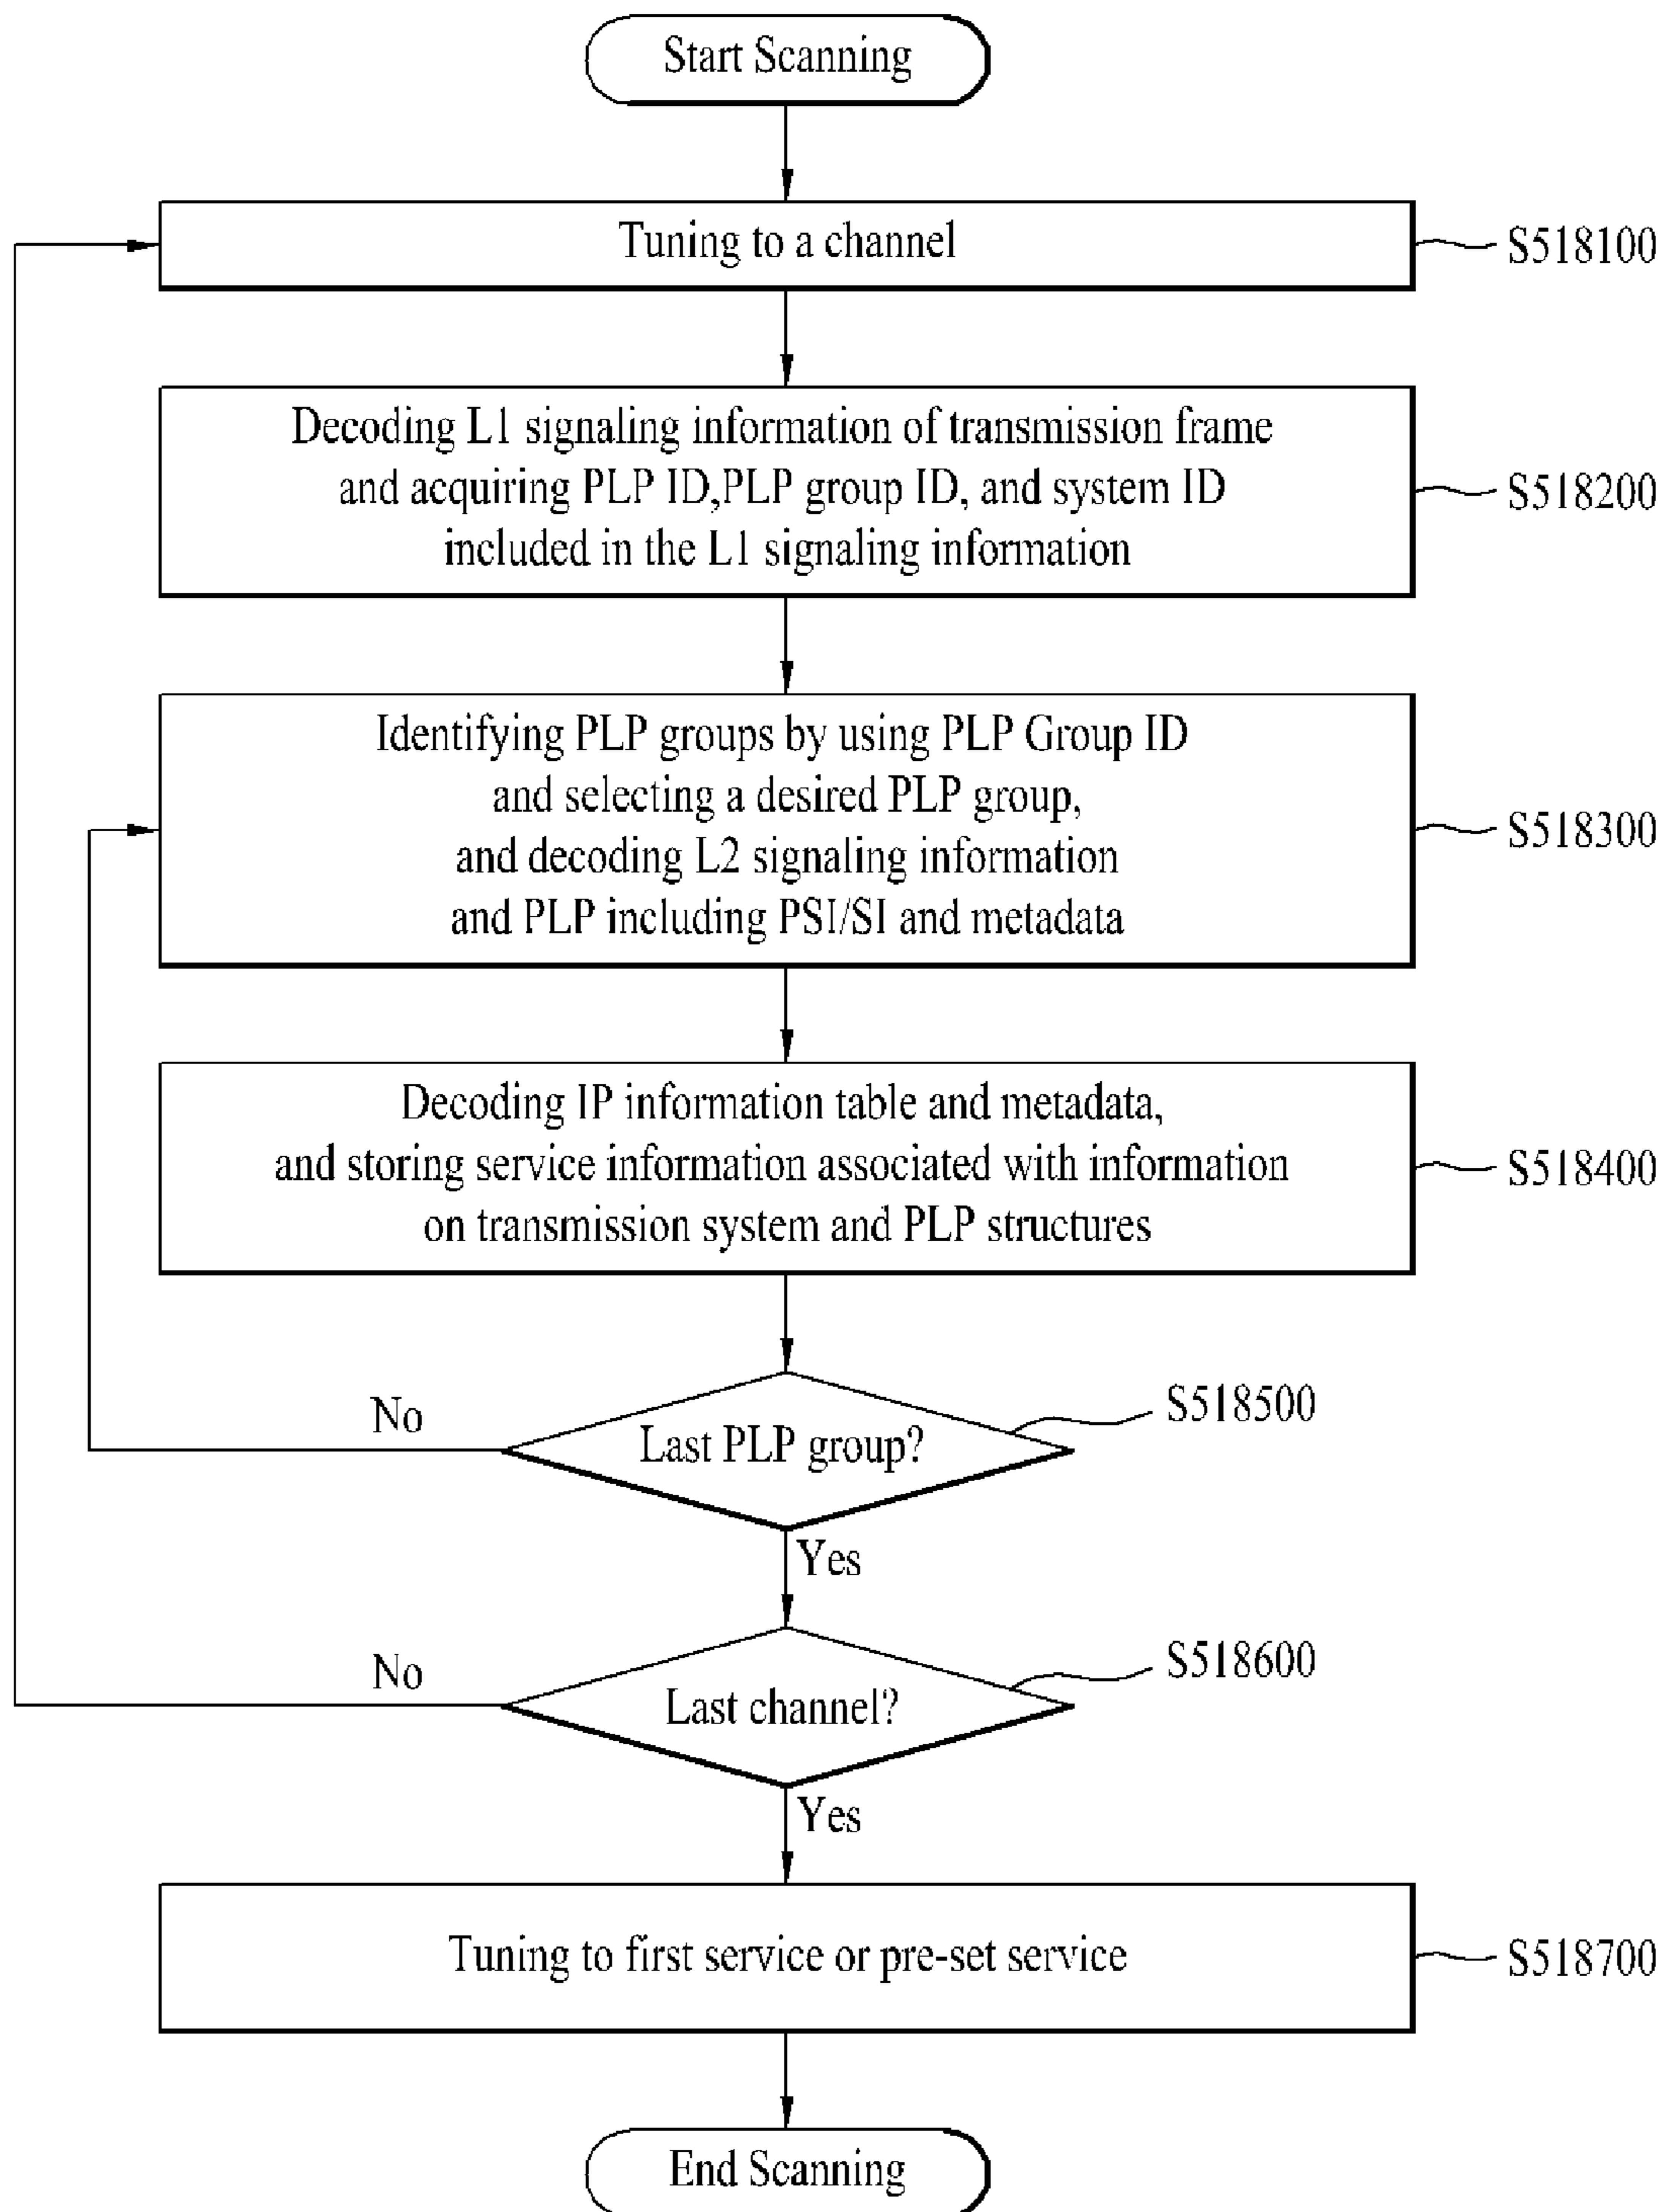 Start Scanning
Tuning to a channel
S518100
Decoding L1 signaling information of transmission frame
and acquiring PLP ID,PLP group ID, and system ID
included in the L1 signaling information
S518200
Identifying PLP groups by using PLP Group ID
and selecting a desired PLP group,
and decoding L2 signaling information
and PLP including PSI/SI and metadata
S518300
Decoding IP information table and metadata,
and storing service information associated with information
on transmission system and PLP structures
S518400
Last PLP group?
S518500
No
Yes
Last channel?
S518600
No
Yes
Tuning to first service or pre-set service
S518700
End Scanning